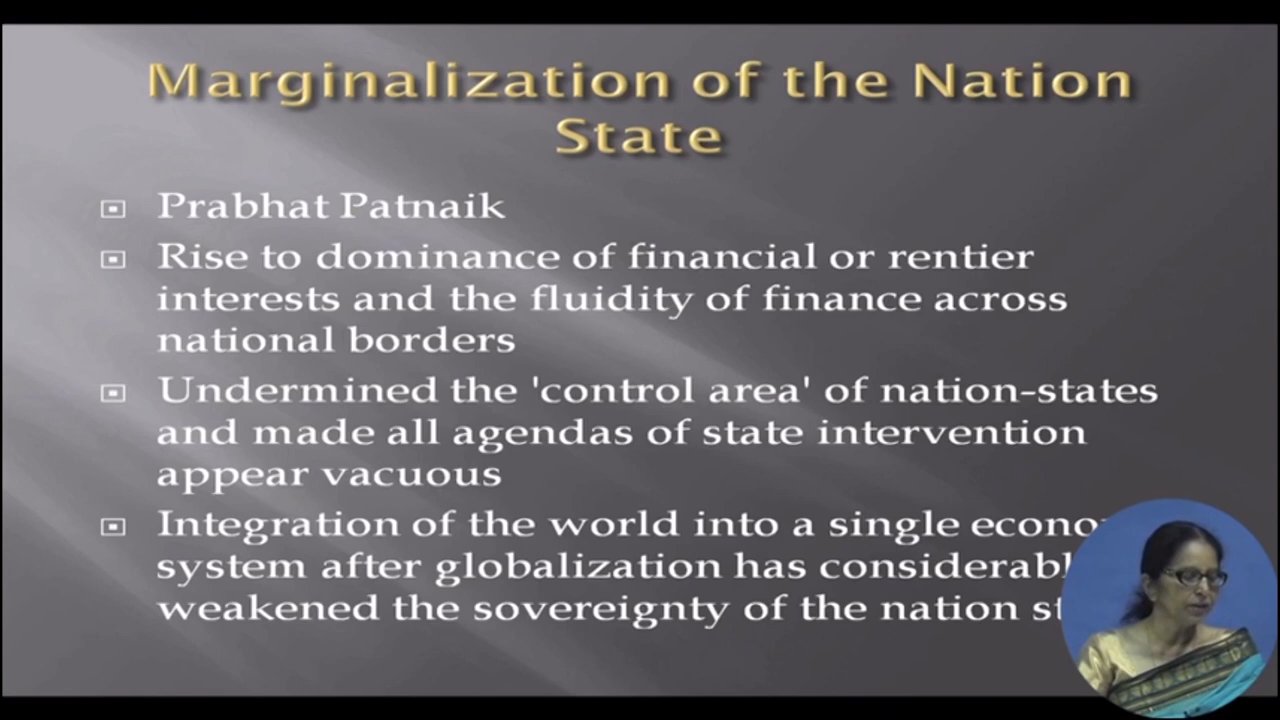 Marginalization of the Nation
State
Prabhat Patnaik
Rise to dominance of financial or rentier
interests and the fluidity of finance across
national borders
Undermined the 'control area' of nation-states
and made all agendas of state intervention
appear vacuous
Integration of the world into a single
system after globalization has
weakened the sovereignty of the nation